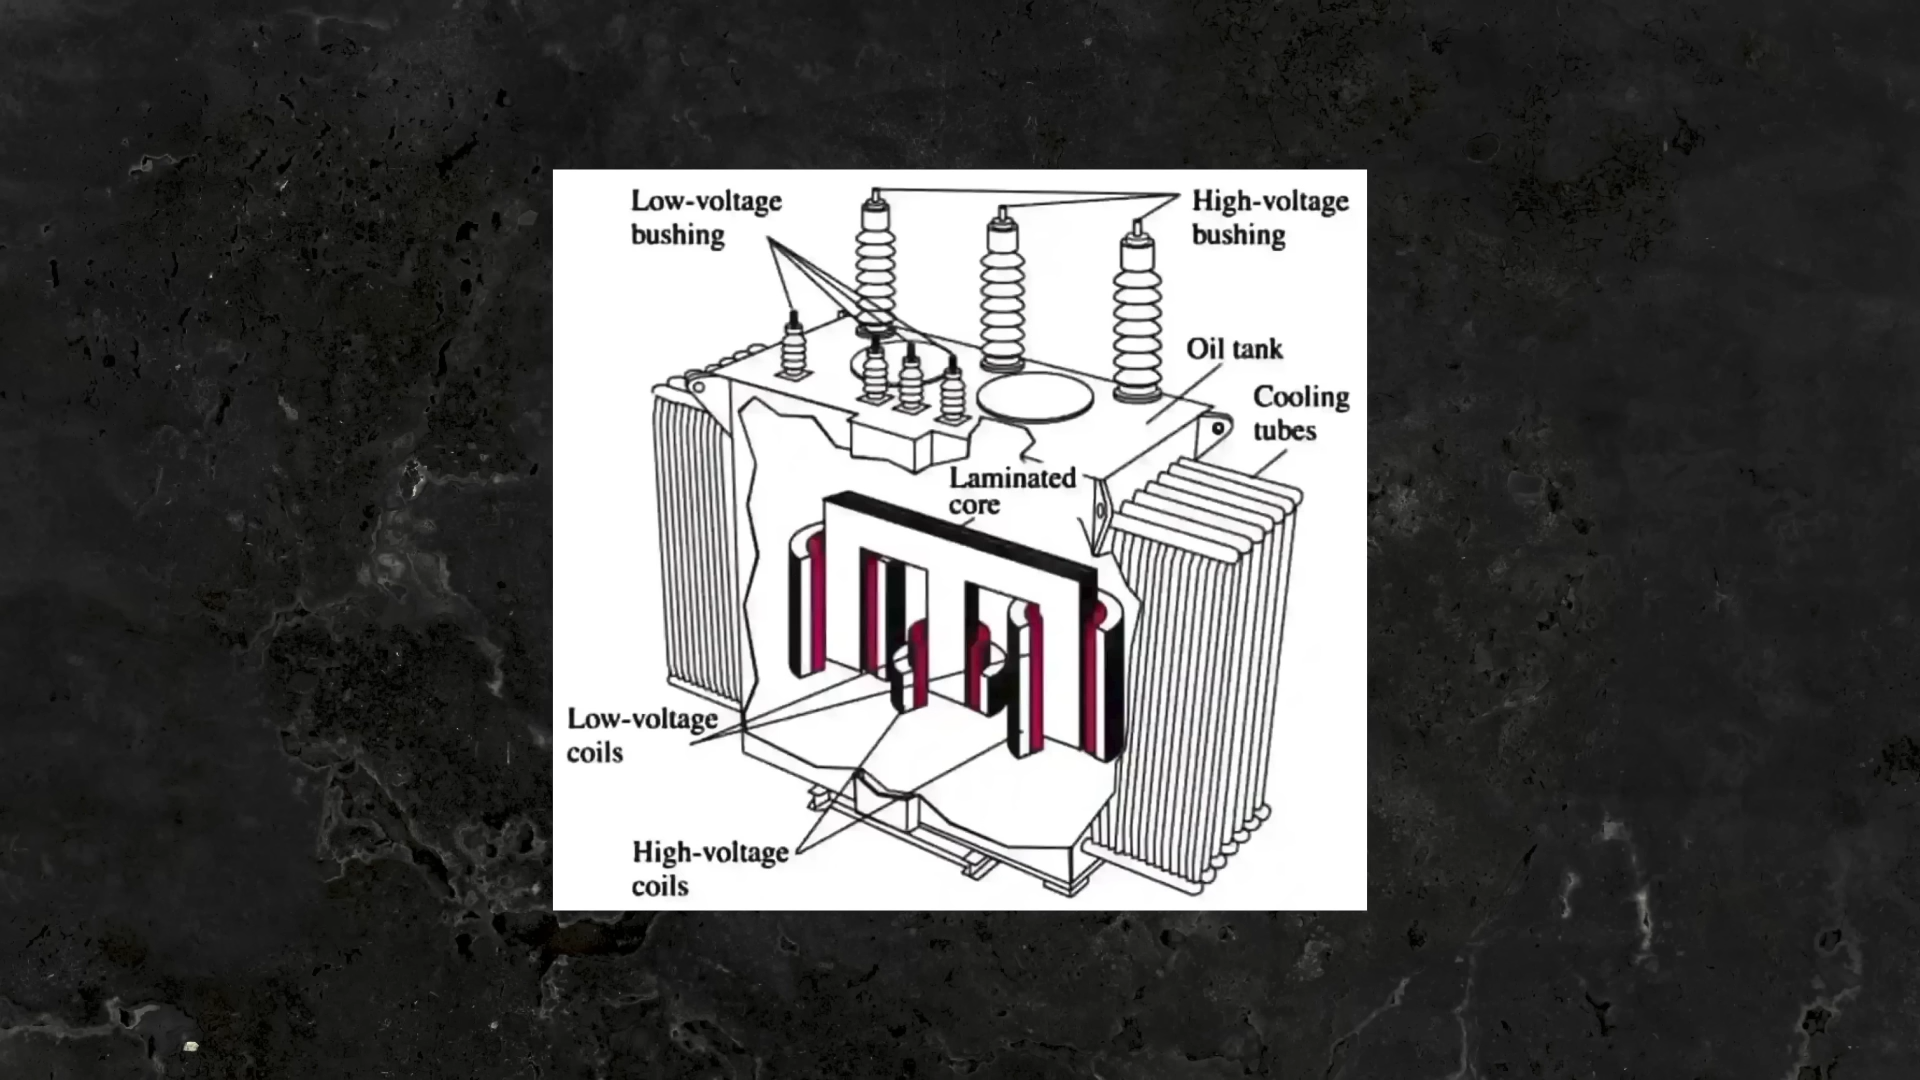 Low-voltage
bushing
High-voltage
bushing
Oil tank
Cooling
tubes
Laminated
core
Low-voltage
coils
High-voltage
coils